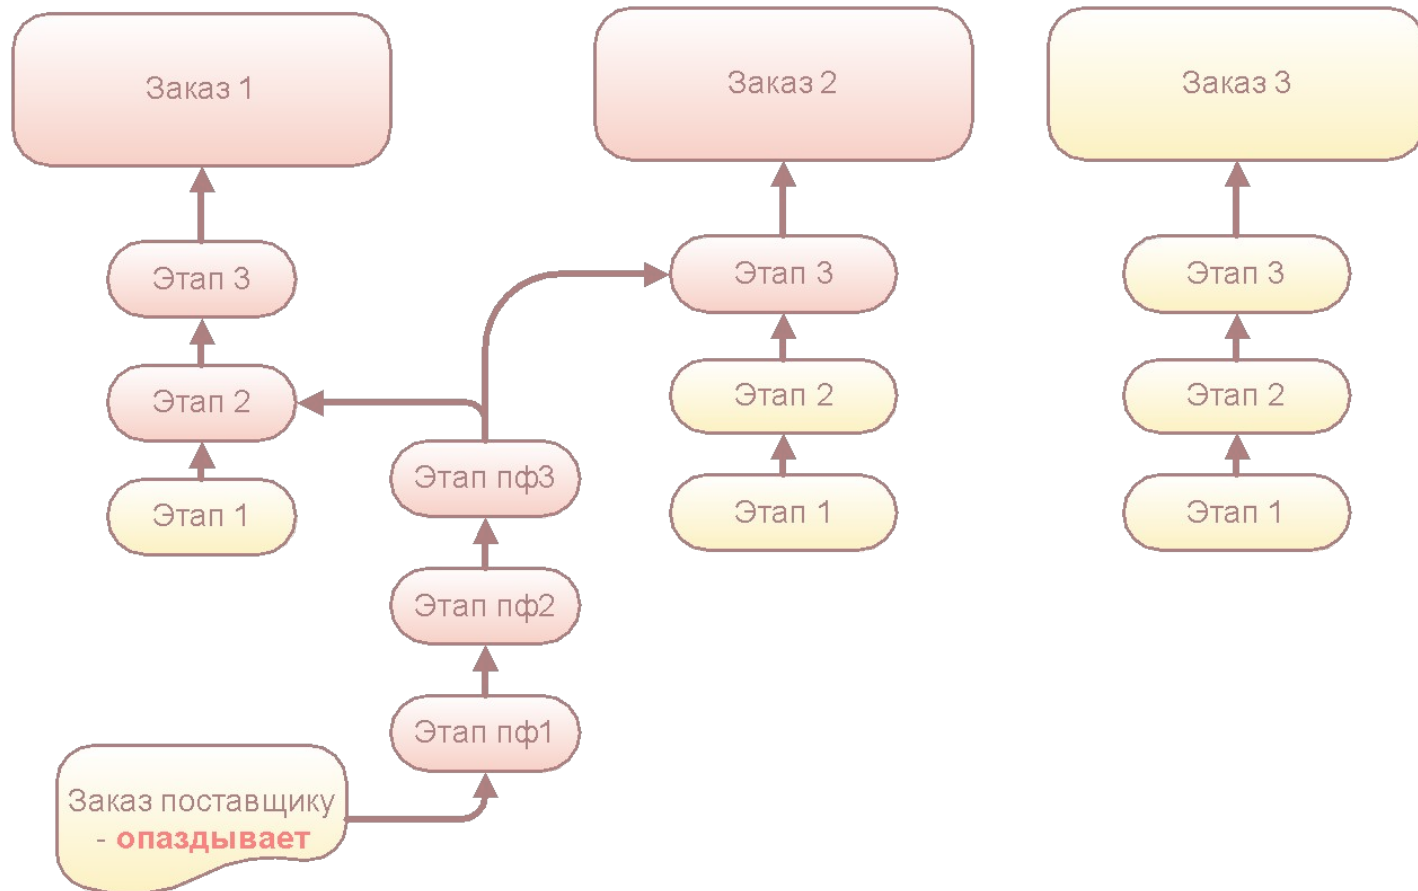 Заказ 1
Заказ 2
Заказ 3
Этап 3
Этап 3
Этап 3
Этап 2
Этап 2
Этап 2
Этап пф3
Этап 1
Этап 1
Этап 1
Этап пф2
Этап пф1
Заказ поставщику
- опаздывает